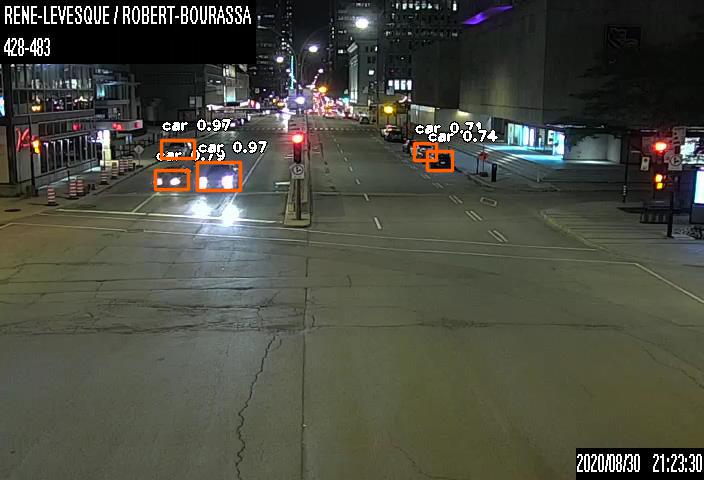 RENE-LEVESQUE / ROBERT-BOURASSA
428-483
car 0.97
car 0.97
car 0.71
car 0.74
2020/08/30 21:23:30